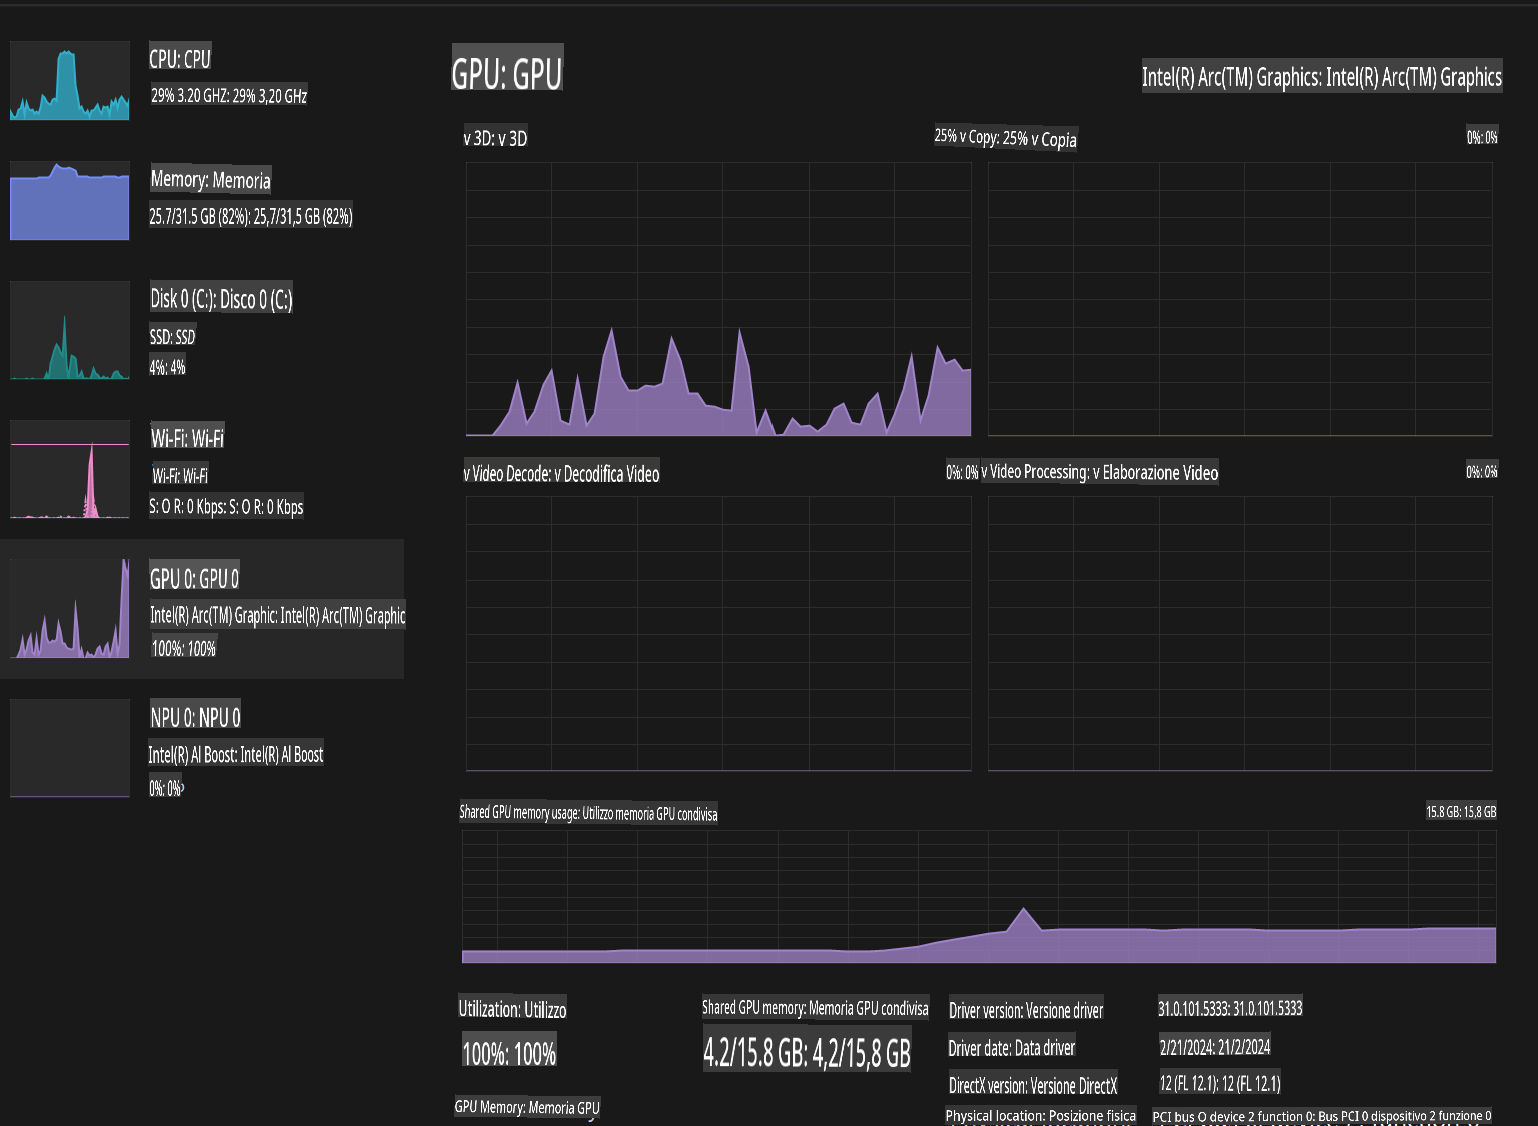 CPU: CPU
29% 3.20 GHZ: 29% 3,20 GHz
Memory: Memoria
25.7/31.5 GB (82%): 25,7/31,5 GB (82%)
Disk 0 (C:): Disco 0 (C:)
SSD: SSD
4%: 4%
Wi-Fi: Wi-Fi
Wi-Fi: Wi-Fi
S: O R: 0 Kbps: S: O R: 0 Kbps
GPU 0: GPU 0
Intel(R) Arc(TM) Graphic: Intel(R) Arc(TM) Graphic
100%: 100%
NPU 0: NPU 0
Intel(R) Al Boost: Intel(R) Al Boost
0%: 0%
GPU: GPU
Intel(R) Arc(TM) Graphics: Intel(R) Arc(TM) Graphics
v 3D: v 3D
25% v Copy: 25% v Copia
0%: 0%
v Video Decode: v Decodifica Video
0%: 0%
v Video Processing: v Elaborazione Video
0%: 0%
Shared GPU memory usage: Utilizzo memoria GPU condivisa
15.8 GB: 15,8 GB
Utilization: Utilizzo
100%: 100%
GPU Memory: Memoria GPU
Shared GPU memory: Memoria GPU condivisa
4.2/15.8 GB: 4,2/15,8 GB
Driver version: Versione driver
31.0.101.5333: 31.0.101.5333
Driver date: Data driver
2/21/2024: 21/2/2024
DirectX version: Versione DirectX
12 (FL 12.1): 12 (FL 12.1)
Physical location: Posizione fisica
PCI bus O device 2 function 0: Bus PCI 0 dispositivo 2 funzione 0